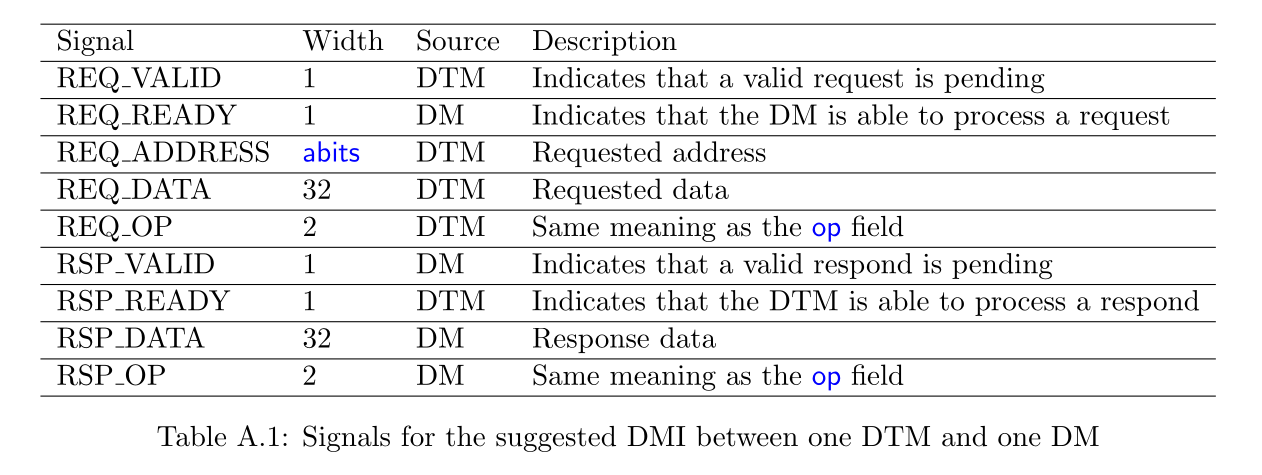 Signal Width Source Description
REQ_VALID 1 DTM Indicates that a valid request is pending
REQ_READY 1 DM Indicates that the DM is able to process a request
REQ_ADDRESS abits DTM Requested address
REQ_DATA 32 DTM Requested data
REQ_OP 2 DTM Same meaning as the op field
RSP_VALID 1 DM Indicates that a valid respond is pending
RSP_READY 1 DTM Indicates that the DTM is able to process a respond
RSP_DATA 32 DM Response data
RSP_OP 2 DM Same meaning as the op field
Table A.1: Signals for the suggested DMI between one DTM and one DM